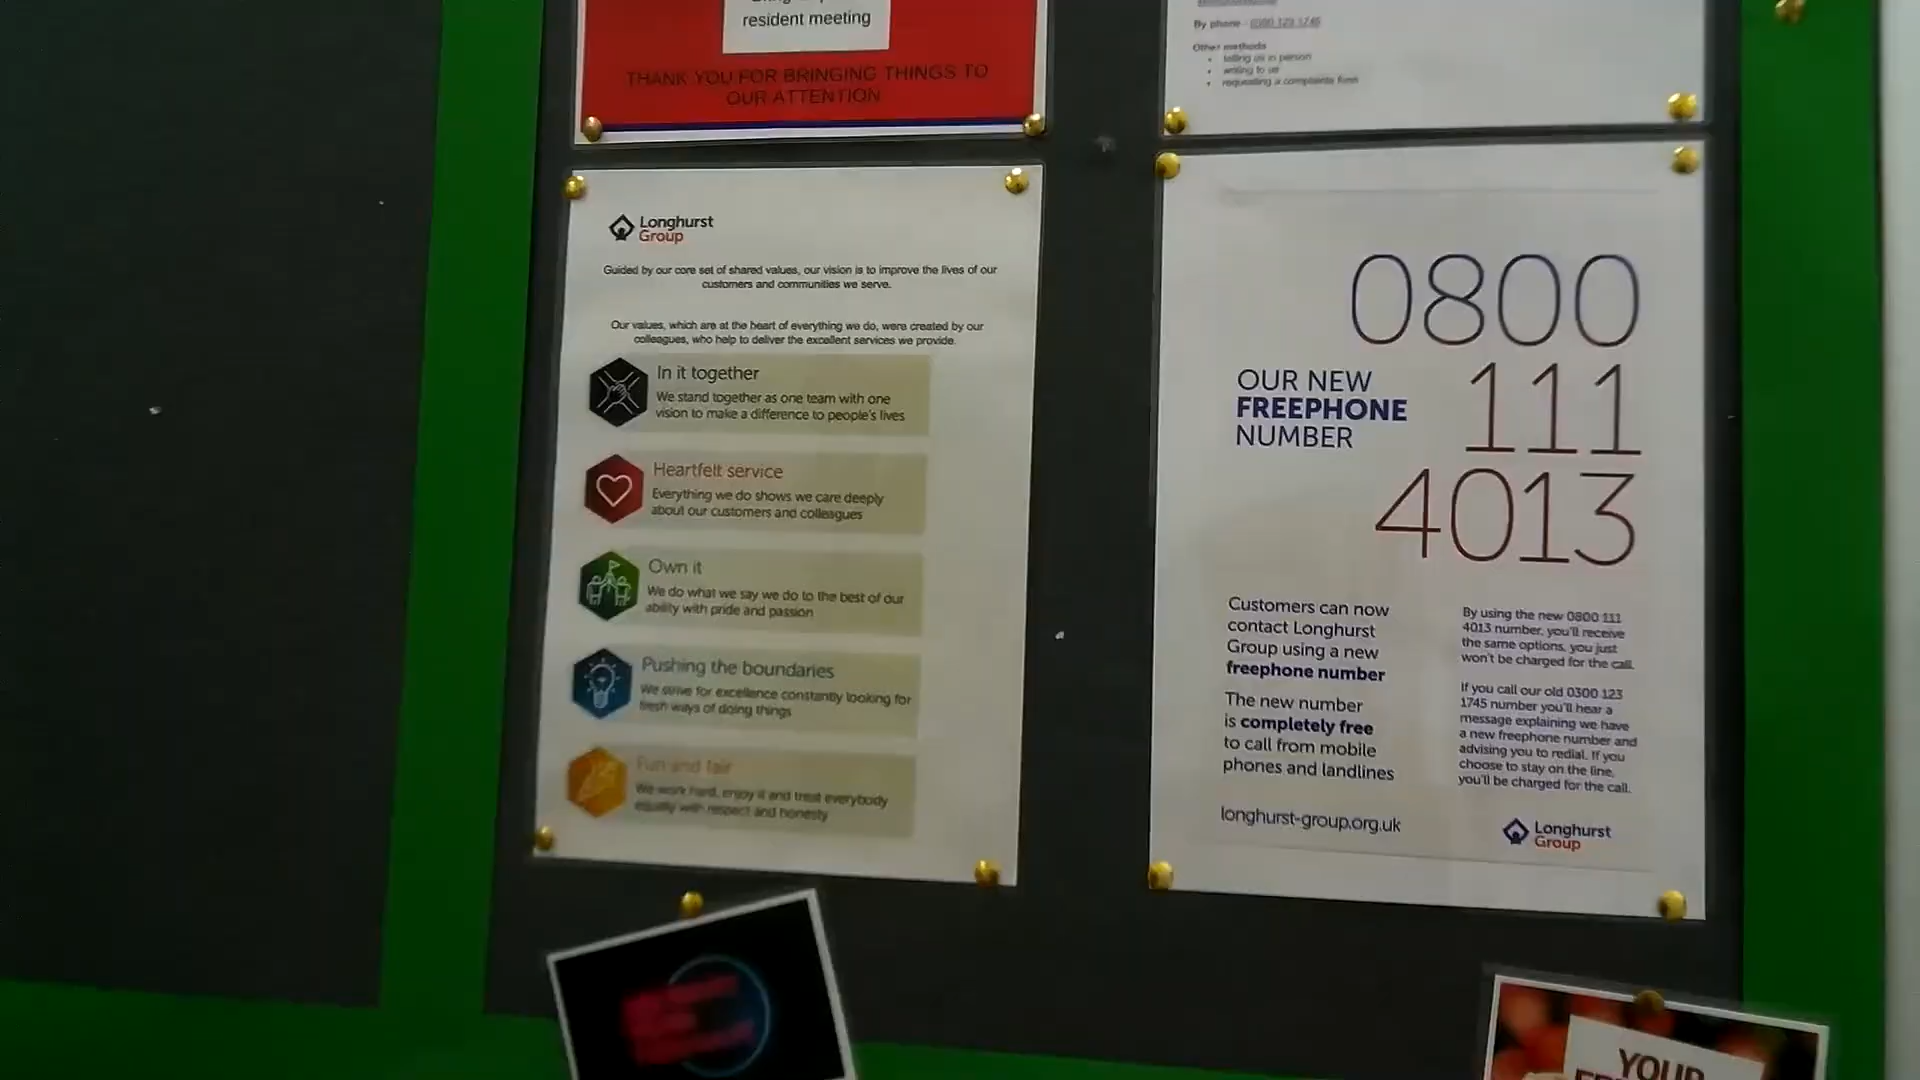 resident meeting
THANK YOU FOR BRINGING THINGS TO
OUR ATTENTION
By phone - 0300 123 1745
Other methods
telling us in person
writing to us
requesting a complaints form
Longhurst
Group
Guided by our core set of shared values, our vision is to improve the lives of our
customers and communities we serve.
Our values, which are at the heart of everything we do, were created by our
colleagues, who help to deliver the excellent services we provide.
In it together
We stand together as one team with one
vision to make a difference to people's lives
Heartfelt service
Everything we do shows we care deeply
about our customers and colleagues
Own it
We do what we say we do to the best of our
ability with pride and passion
Pushing the boundaries
We strive for excellence constantly looking for
fresh ways of doing things
Fun and fair
We work hard, enjoy it and treat everybody
equally with respect and honesty
0800
111
4013
OUR NEW
FREEPHONE
NUMBER
Customers can now
contact Longhurst
Group using a new
freephone number
The new number
is completely free
to call from mobile
phones and landlines
longhurst-group.org.uk
By using the new 0800 111
4013 number, you'll receive
the same options, you just
won't be charged for the call.
If you call our old 0300 123
1745 number you'll hear a
message explaining we have
a new freephone number and
advising you to redial. If you
choose to stay on the line,
you'll be charged for the call.
Longhurst
Group
YOUR